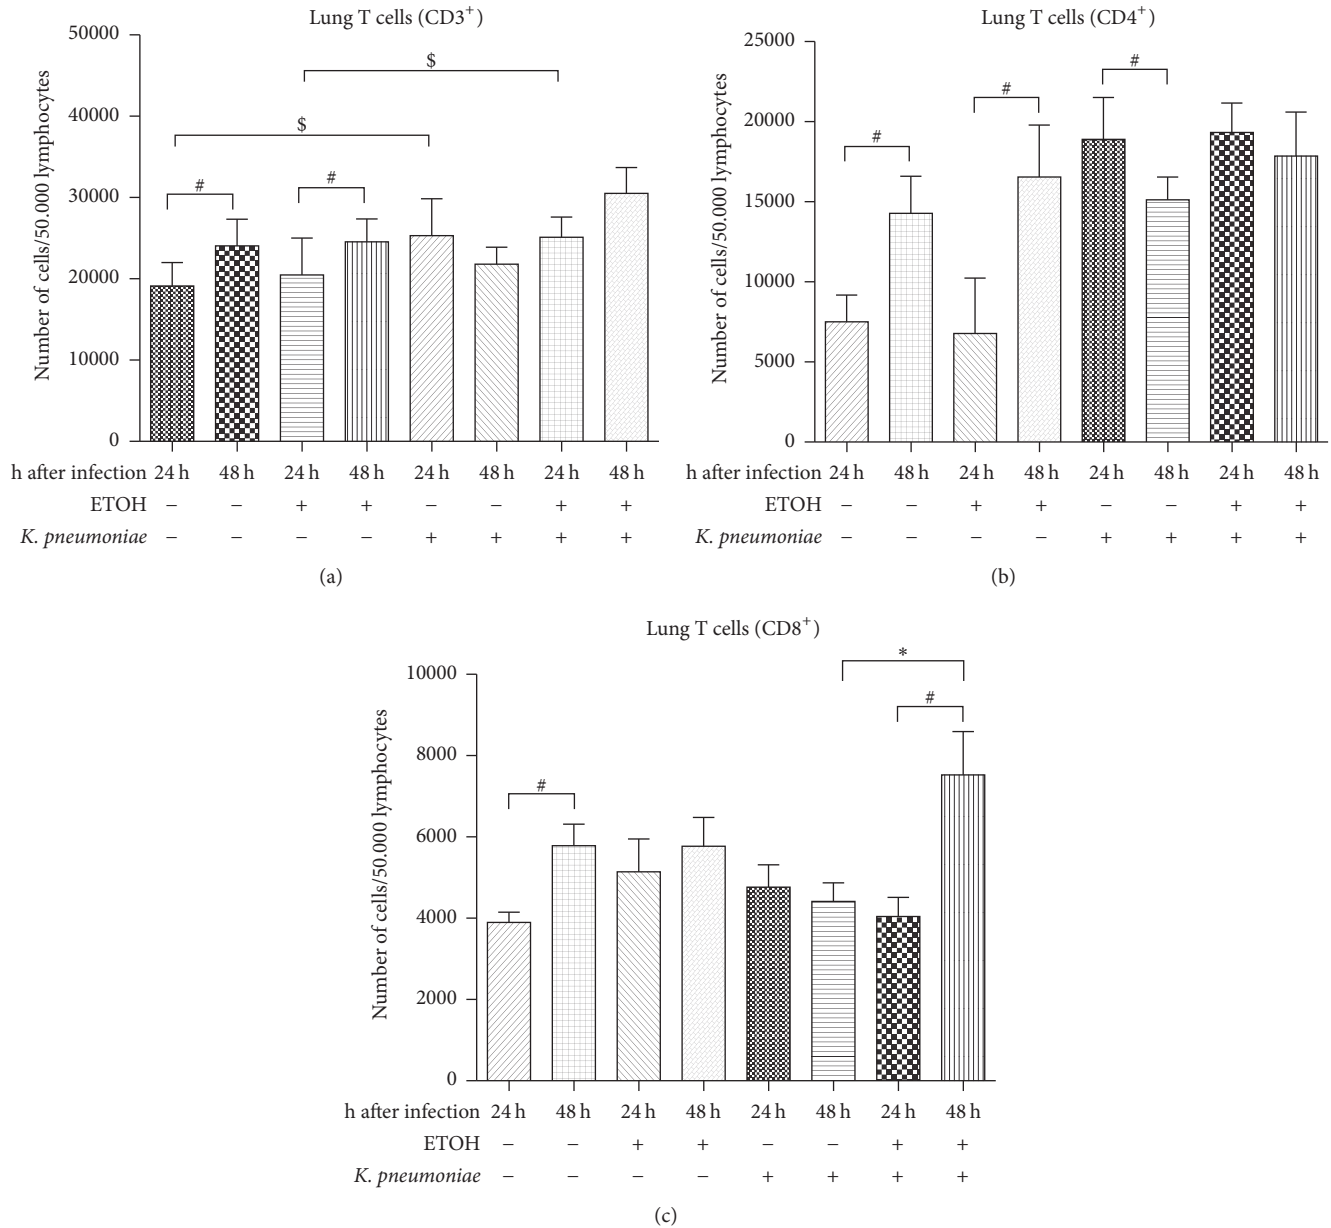 Lung T cells (CD3⁺)
50000
40000
30000
20000
10000
0
Number of cells/50.000 lymphocytes
$
$
#
#
h after infection 24 h 48 h 24 h 48 h 24 h 48 h 24 h 48 h
ETOH − − + + − − + +
K. pneumoniae − − − − + + + +
(a)
Lung T cells (CD4⁺)
25000
20000
15000
10000
5000
0
Number of cells/50.000 lymphocytes
#
#
#
h after infection 24 h 48 h 24 h 48 h 24 h 48 h 24 h 48 h
ETOH − − + + − − + +
K. pneumoniae − − − − + + + +
(b)
Lung T cells (CD8⁺)
10000
8000
6000
4000
2000
0
Number of cells/50.000 lymphocytes
*
#
#
h after infection 24 h 48 h 24 h 48 h 24 h 48 h 24 h 48 h
ETOH − − + + − − + +
K. pneumoniae − − − − + + + +
(c)